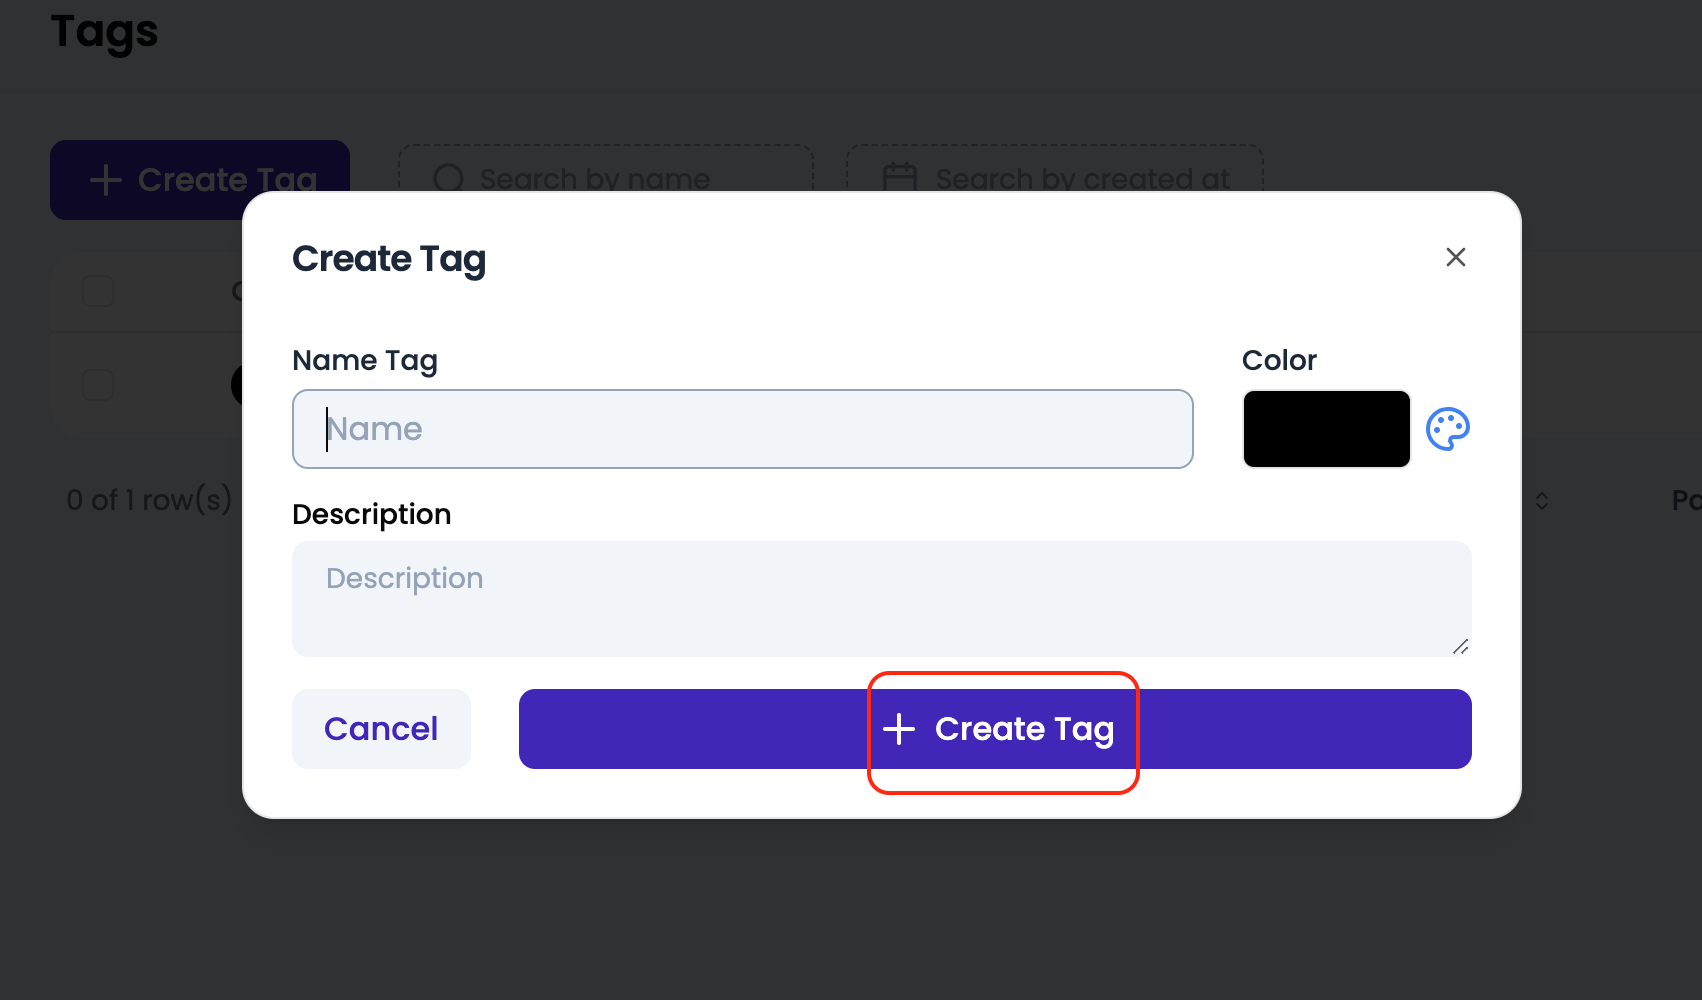 Tags
Create Tag
Search by name
Search by created at
Create Tag
Name Tag
Color
Name
0 of 1 row(s)
Description
Description
Cancel
Create Tag